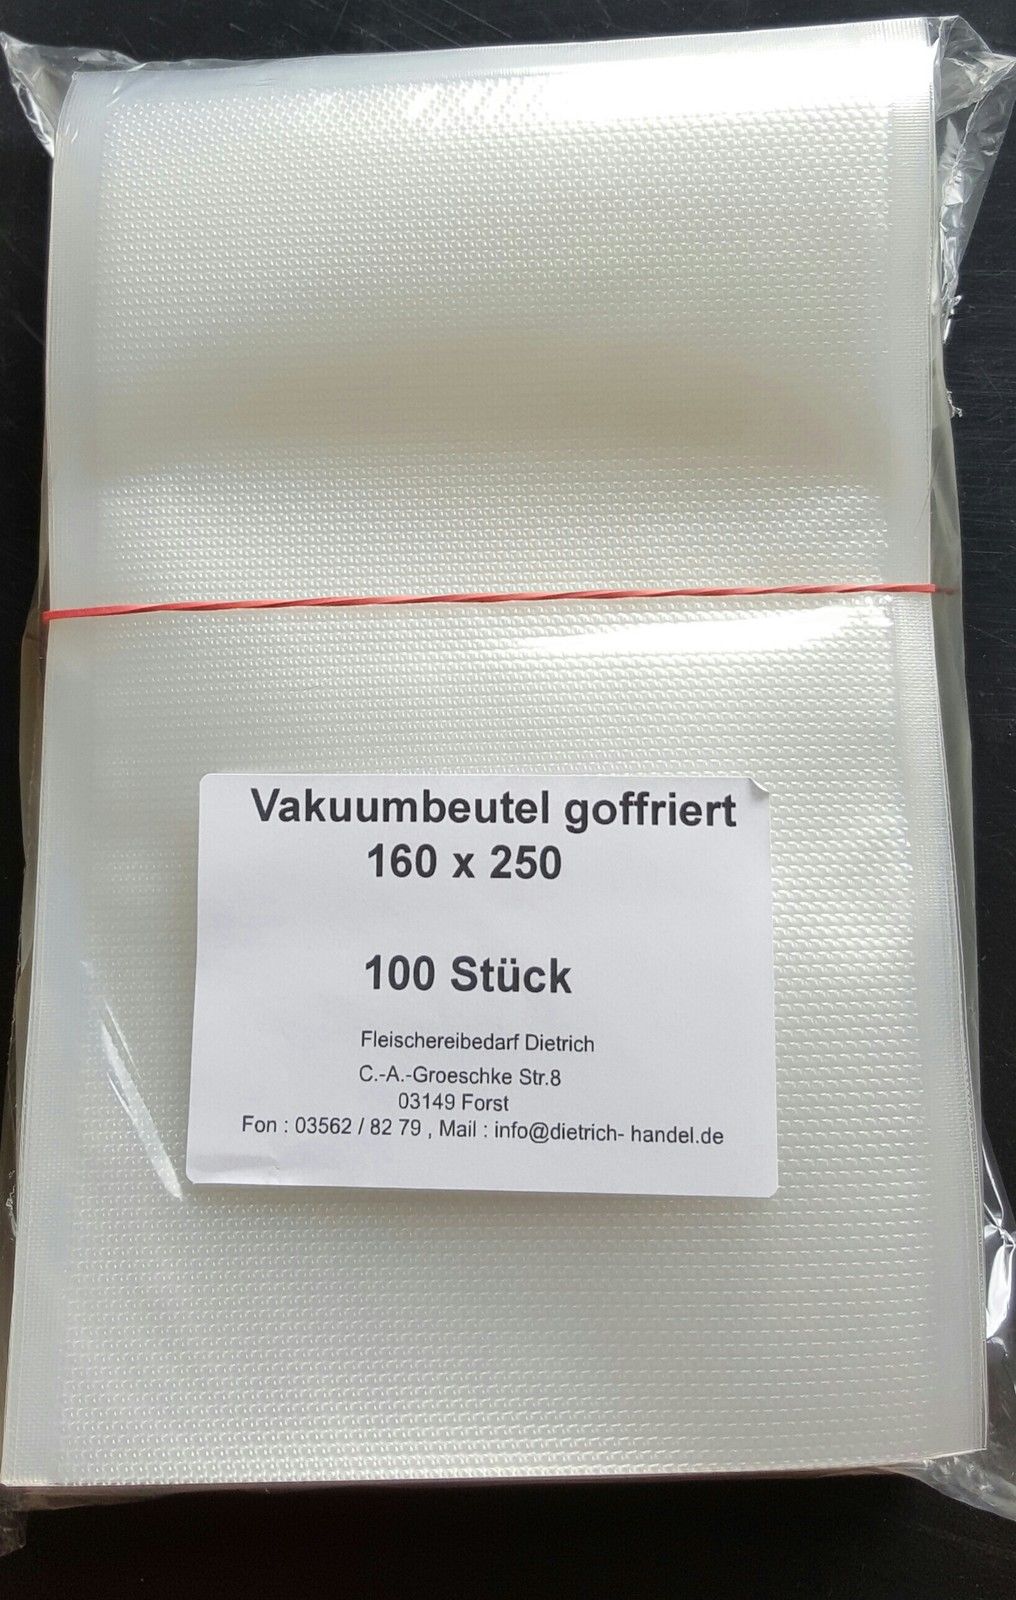 Vakuumbeutel goffriert
160 x 250
100 Stück
Fleischereibedarf Dietrich
C.-A.-Groeschke Str.8
03149 Forst
Fon : 03562 / 82 79 , Mail : info@dietrich- handel.de